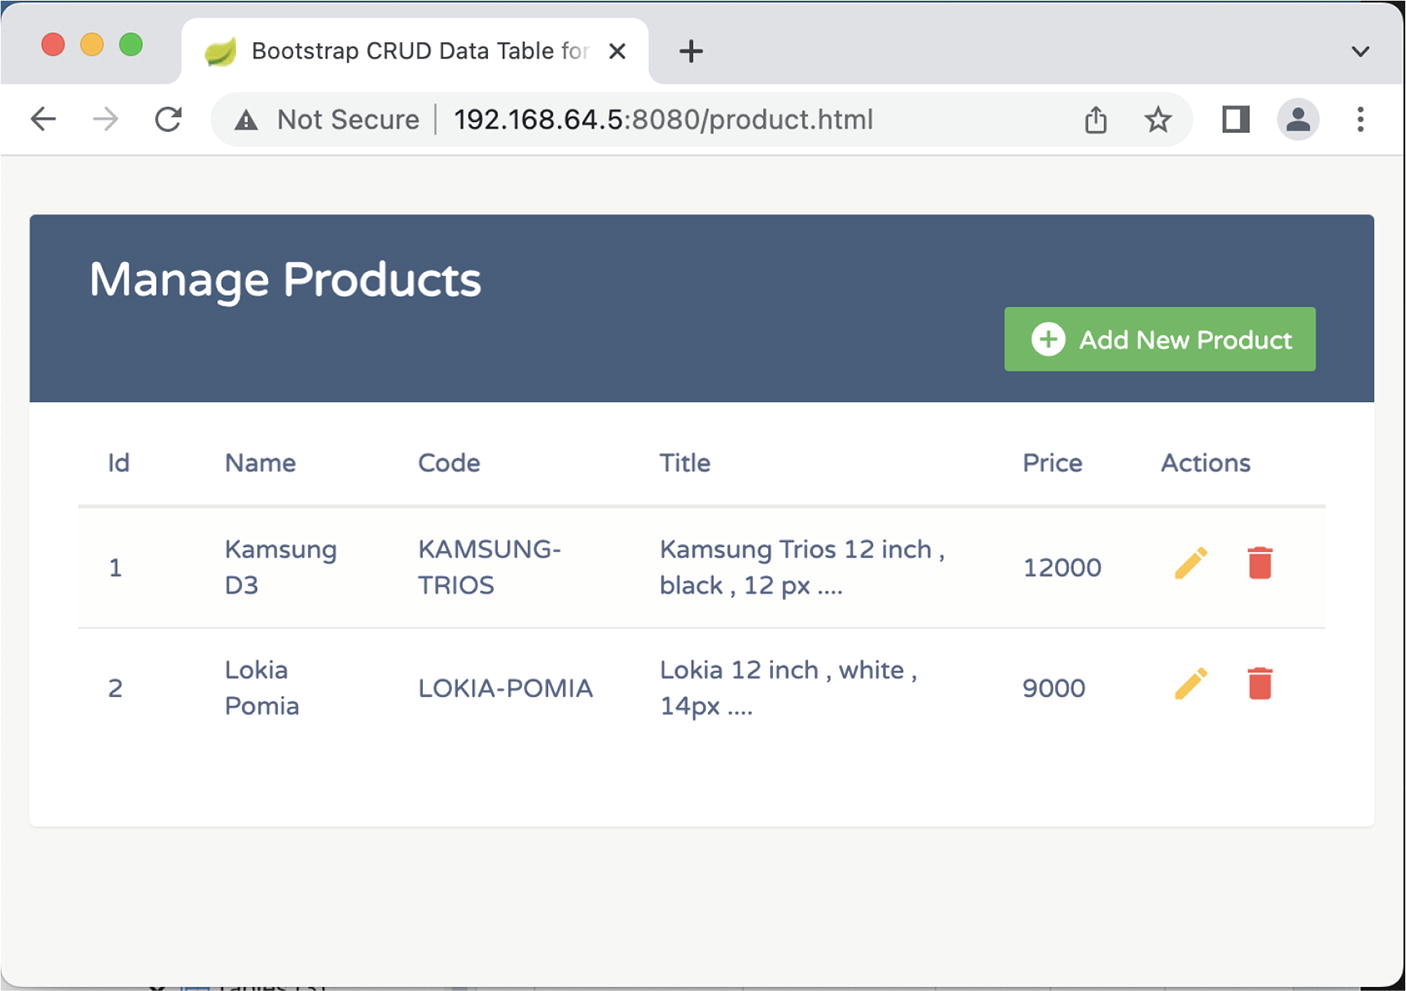 Bootstrap CRUD Data Table for
Not Secure
192.168.64.5:8080/product.html
Manage Products
Add New Product
Id Name Code Title Price Actions
1 Kamsung D3 KAMSUNG-TRIOS Kamsung Trios 12 inch , black , 12 px .... 12000
2 Lokia Pomia LOKIA-POMIA Lokia 12 inch , white , 14px .... 9000